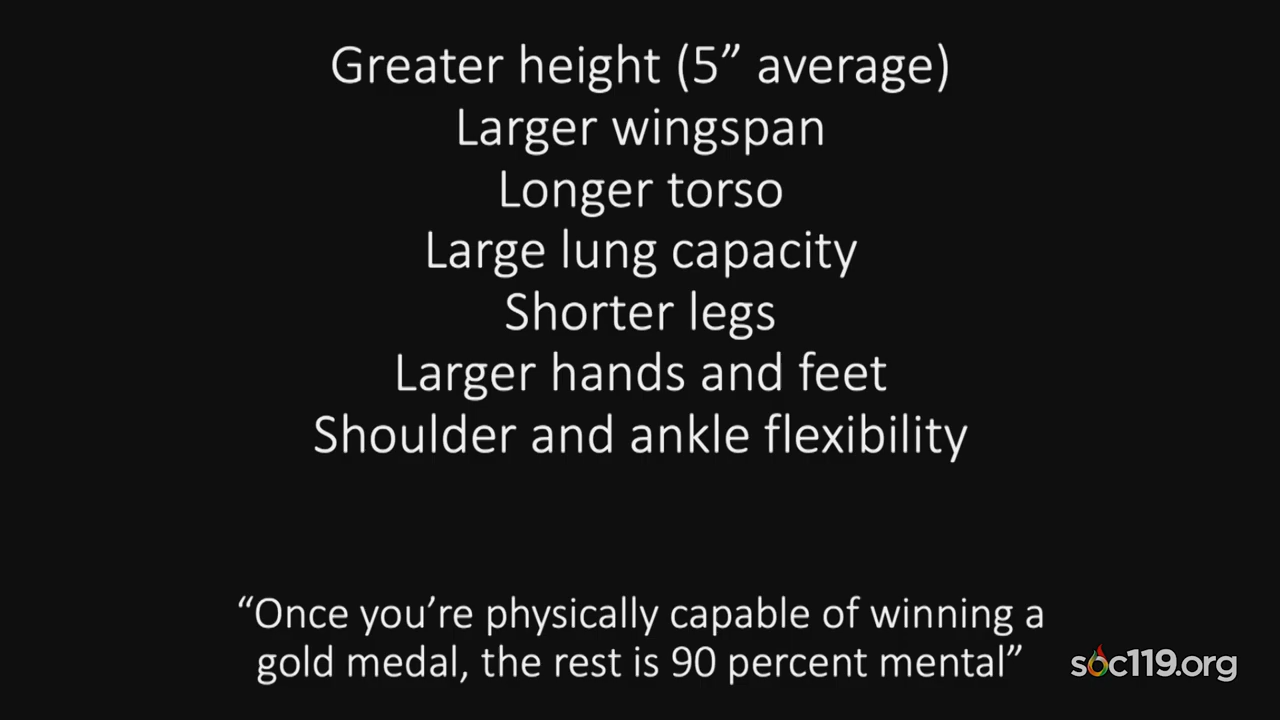 Greater height (5” average)
Larger wingspan
Longer torso
Large lung capacity
Shorter legs
Larger hands and feet
Shoulder and ankle flexibility
“Once you’re physically capable of winning a
gold medal, the rest is 90 percent mental”
soc119.org